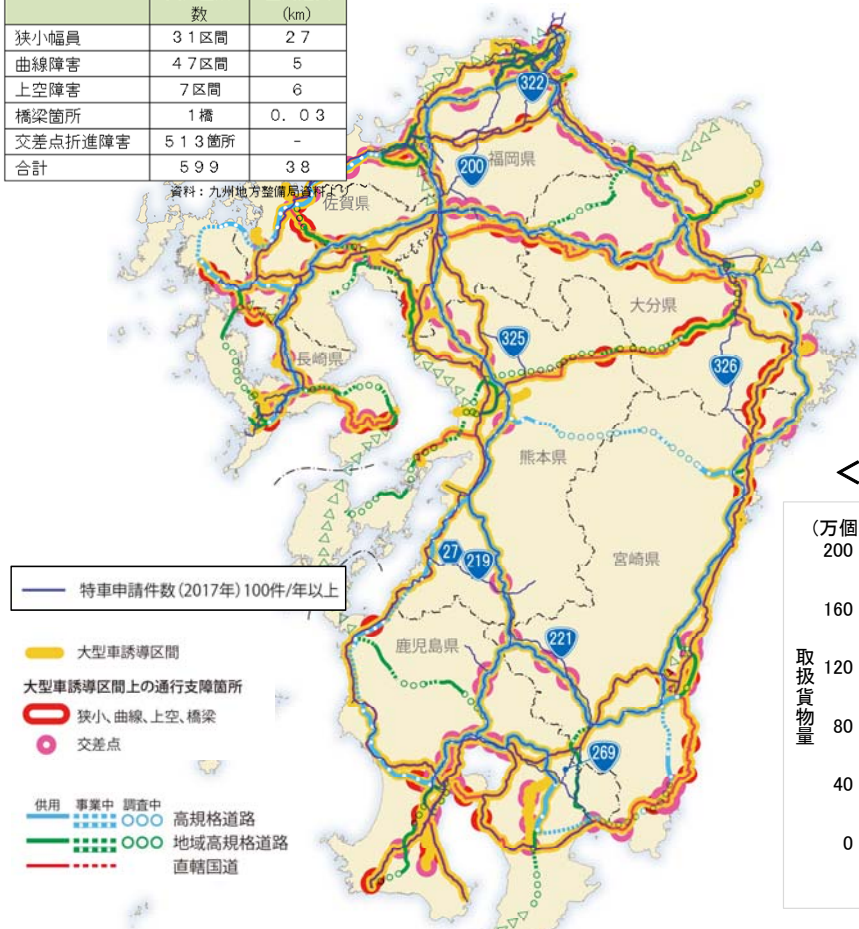 数 (km)
狭小幅員 31区間 27
曲線障害 47区間 5
上空障害 7区間 6
橋梁箇所 1橋 0.03
交差点折進障害 513箇所 -
合計 599 38
資料：九州地方整備局資料より
322
福岡県
200
佐賀県
大分県
325
長崎県
326
熊本県
<
(万個
200
27
219
宮崎県
特車申請件数(2017年)100件/年以上
160
鹿児島県
221
大型車誘導区間
取扱貨物量
120
大型車誘導区間上の通行支障箇所
狭小、曲線、上空、橋梁
80
交差点
269
40
供用 事業中 調査中
高規格道路
地域高規格道路
0
直轄国道